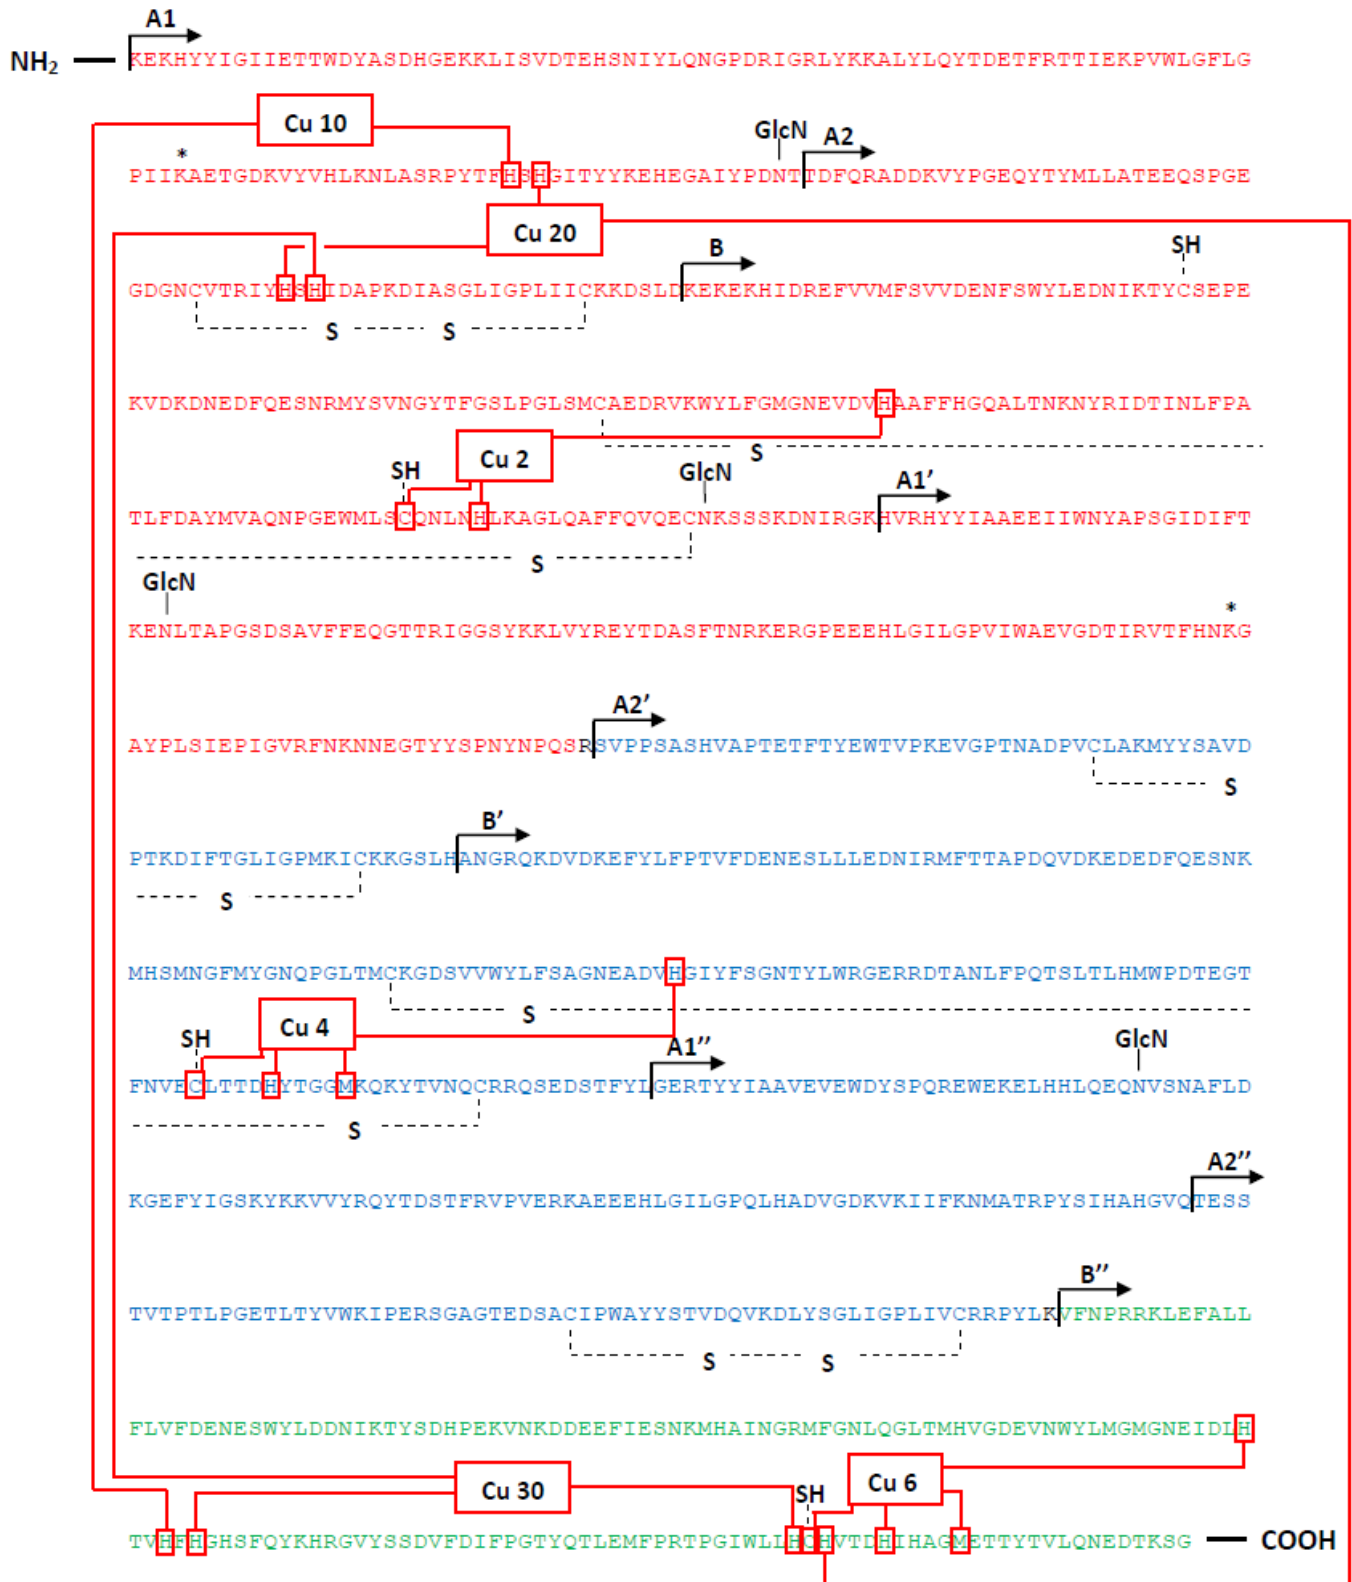 A1
NH₂ KEKHYYIGIIETTWDYASDHGEKKLISVDTEHSNIYLQNGPDRIGRLYKKALYLQYTDETFRTTIEKPVWLGFLG
Cu 10
* GlcN A2
PIIKAETGDKVYVHLKNLASRPYTFHSHGITYYKEHEGAIYPDNTTDFQRADDKVYPGEQYTYMLLATEEQSPGE
Cu 20
B SH
GDGNCVTRIYHSHIDAPKDIASGLIGPLIICKKDSLDKEKEKHIDREFVVMFSVVDENFSWYLEDNIKTYCSEPE
S S
KVDKDNEDFQESNRMYSVNGYTFGSLPGLSMCAEDRVKWYLFGMGNEVDVHAAFFHGQALTNKNYRIDTINLFPA
Cu 2 S
SH GlcN A1'
TLFDAYMVAQNPGEWMLSCQNLNHLKAGLQAFFQVQECNKSSSKDNIRGKHVRHYYIAAEEIIWNYAPSGIDIFT
S
GlcN *
KENLTAPGSDSAVFFEQGTTRIGGSYKKLVYREYTDASFTNRKERGPEEEHLGILGPVIWAEVGDTIRVTFHNKG
A2'
AYPLSIEPIGVRFNKNNEGTYYSPNYNPQSRSVPPSASHVAPTETFTYEWTVPKEVGPTNADPVCLAKMYYSAVD
S
B'
PTKDIFTGLIGPMKICKKGSLHANGRQKDVDKEFYLFPTVFDENESLLLEDNIRMFTTAPDQVDKEDEDFQESNK
S
MHSMNGFMYGNQPGLTMCKGDSVVWYLFSAGNEADVHGIYFSGNTYLWRGERRDTANLFPQTSLTLHMWPDTEGT
S
Cu 4
SH A1'' GlcN
FNVECLTTDHYTGGMKQKYTVNQCRRQSEDSTFYLGERTYYIAAVEVEWDYSPQREWEKELHHLQEQNVSNAFLD
S
A2''
KGEFYIGSKYKKVVYRQYTDSTFRVPVERKAEEEHLGILGPQLHADVGDKVKIIFKNMATRPYSIHAHGVQTESS
B''
TVTPTLPGETLTYVWKIPERSGAGTEDSACIPWAYYSTVDQVKDLYSGLIGPLIVCRRPYLKVFNPRRKLEFALL
S S
FLVFDENESWYLDDNIKTYSDHPEKVNKDDEEFIESNKMHAINGRMFGNLQGLTMHVGDEVNWYLMGMGNEIDLH
Cu 30 SH Cu 6
TVHFHGHSFQYKHRGVYSSDVFDIFPGTYQTLEMFPRTPGIWLLHCHVTDHIHAGMETTYTVLQNEDTKSG COOH